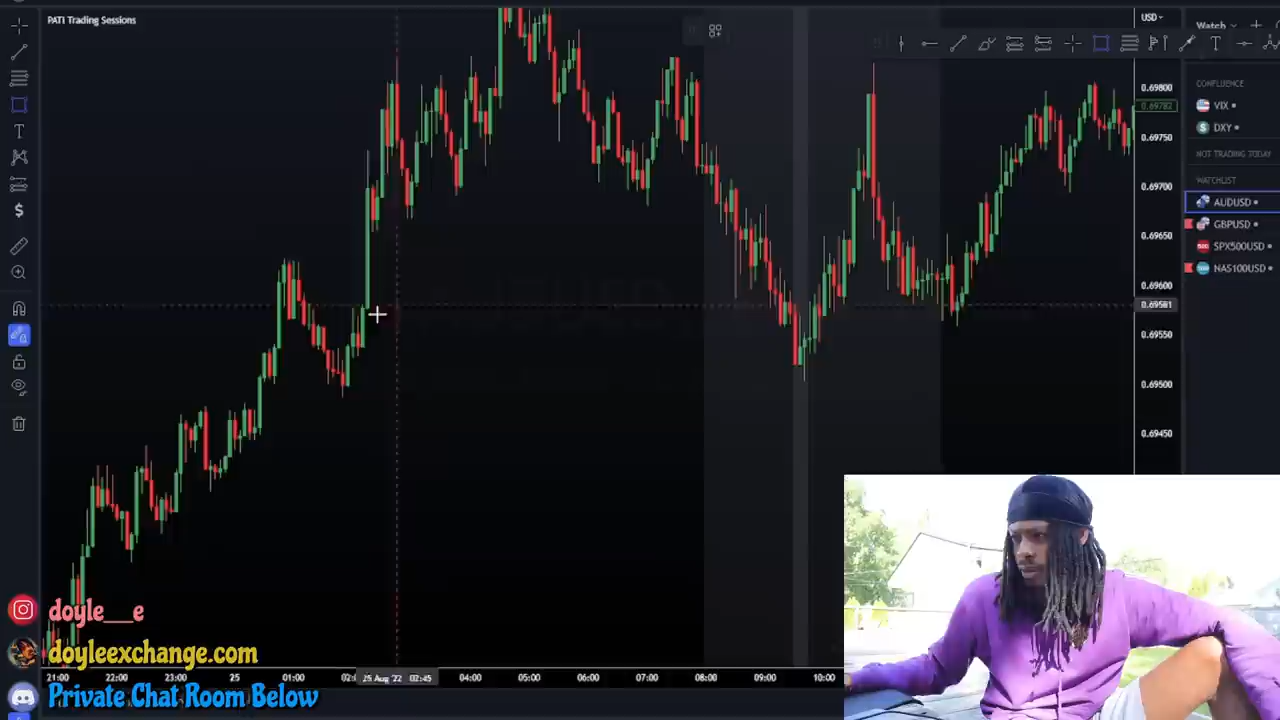 PATI Trading Sessions
USD
Watch
0.69800
0.69782
0.69750
0.69700
0.69650
0.69600
0.69581
0.69550
0.69500
0.69450
CONFLUENCE
VIX
DXY
NOT TRADING TODAY
WATCHLIST
AUDUSD
GBPUSD
SPX500USD
NAS100USD
doyle___e
doyleexchange.com
Private Chat Room Below
21:00 22:00 23:00 25 01:00 25 Aug '22 02:45 04:00 05:00 06:00 07:00 08:00 09:00 10:00